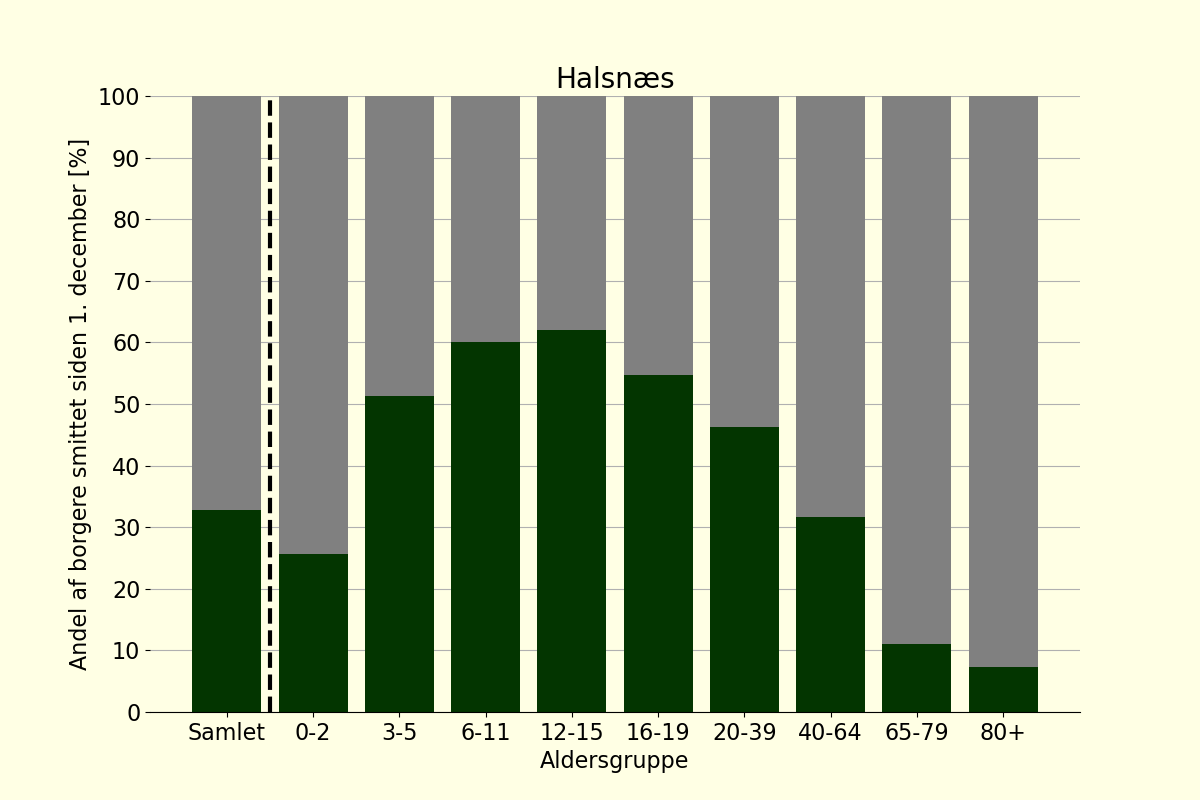 Halsnæs
Andel af borgere smittet siden 1. december [%]
100
90
80
70
60
50
40
30
20
10
0
Samlet 0-2 3-5 6-11 12-15 16-19 20-39 40-64 65-79 80+
Aldersgruppe